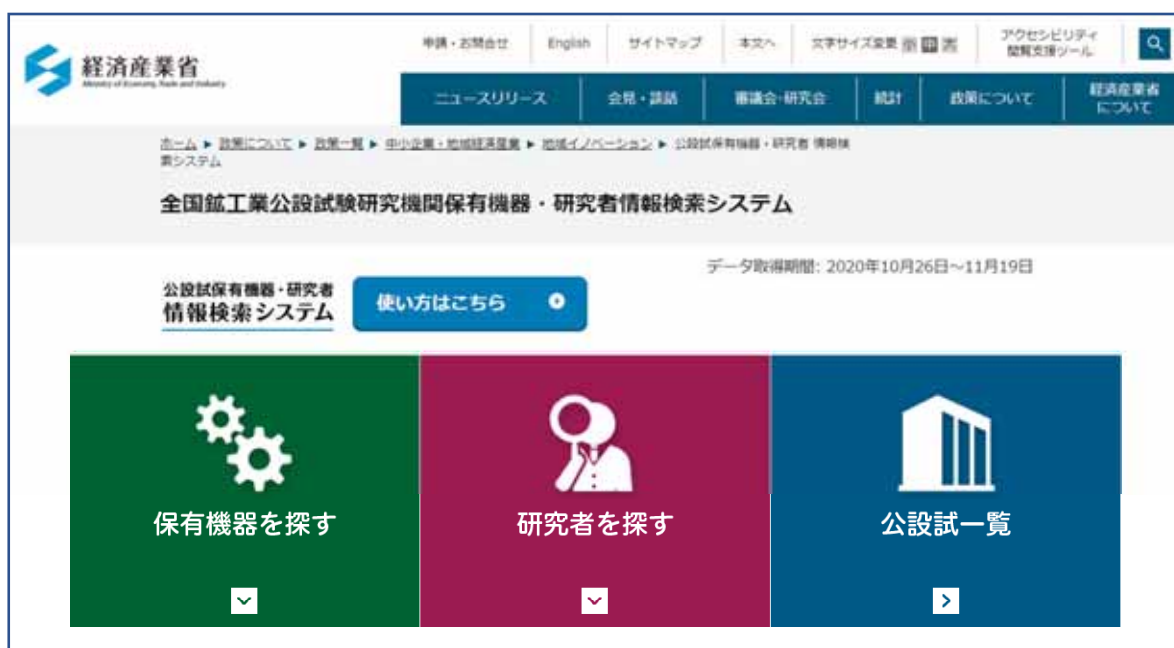 経済産業省
Ministry of Economy, Trade and Industry
申請・お問合せ English サイトマップ 本文へ 文字サイズ変更 小 中 大 アクセシビリティ
閲覧支援ツール
ニュースリリース 会見・談話 審議会・研究会 統計 政策について 経済産業省
について
ホーム ▶ 政策について ▶ 政策一覧 ▶ 中小企業・地域経済産業 ▶ 地域イノベーション ▶ 公設試保有機器・研究者 情報検
索システム
全国鉱工業公設試験研究機関保有機器・研究者情報検索システム
データ取得期間: 2020年10月26日～11月19日
公設試保有機器・研究者
情報検索システム
使い方はこちら
保有機器を探す
研究者を探す
公設試一覧